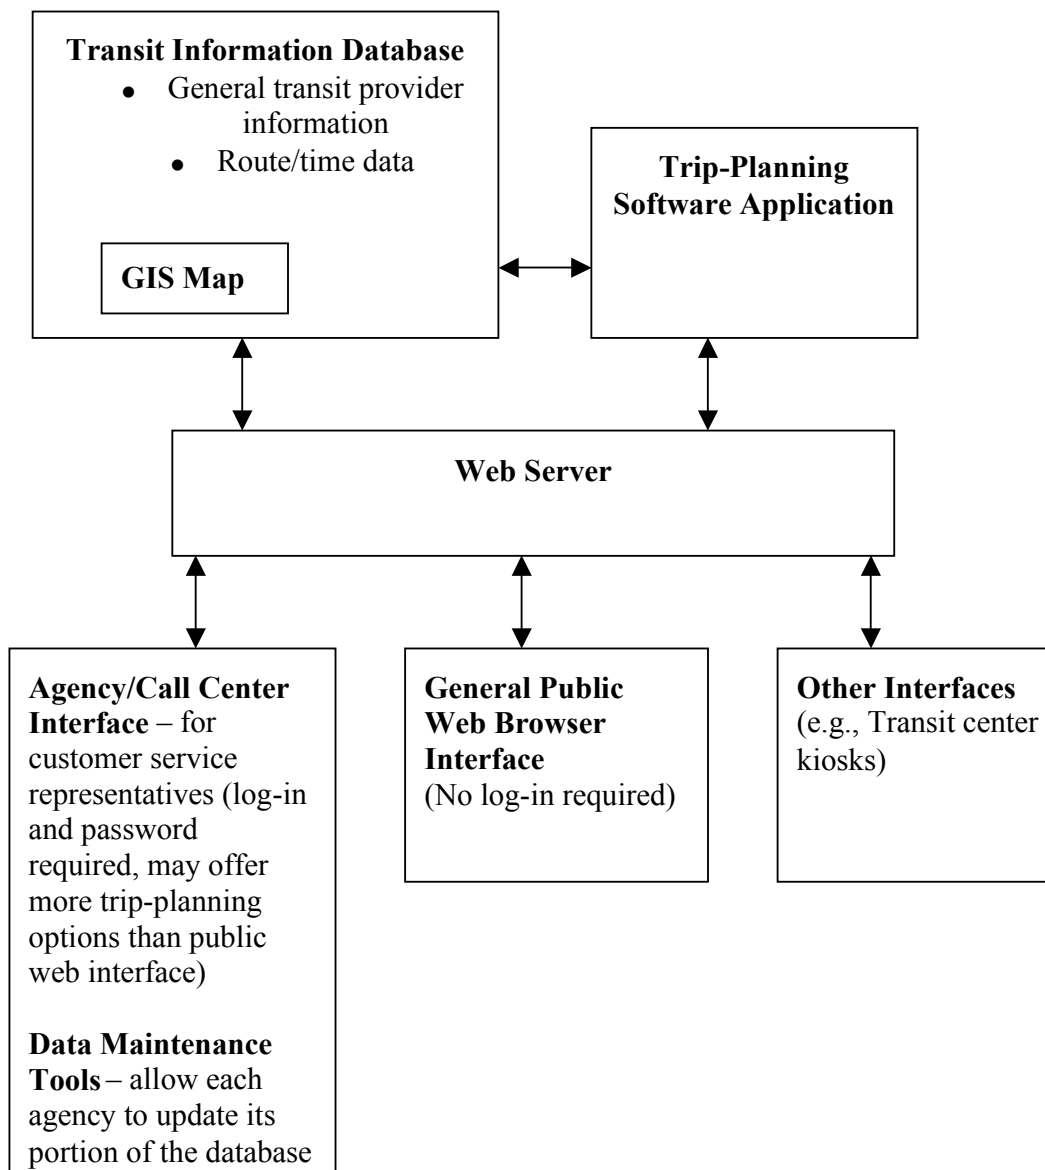 Transit Information Database
• General transit provider
information
• Route/time data
GIS Map
Trip-Planning
Software Application
Web Server
Agency/Call Center
Interface – for
customer service
representatives (log-in
and password
required, may offer
more trip-planning
options than public
web interface)
Data Maintenance
Tools – allow each
agency to update its
portion of the database
General Public
Web Browser
Interface
(No log-in required)
Other Interfaces
(e.g., Transit center
kiosks)